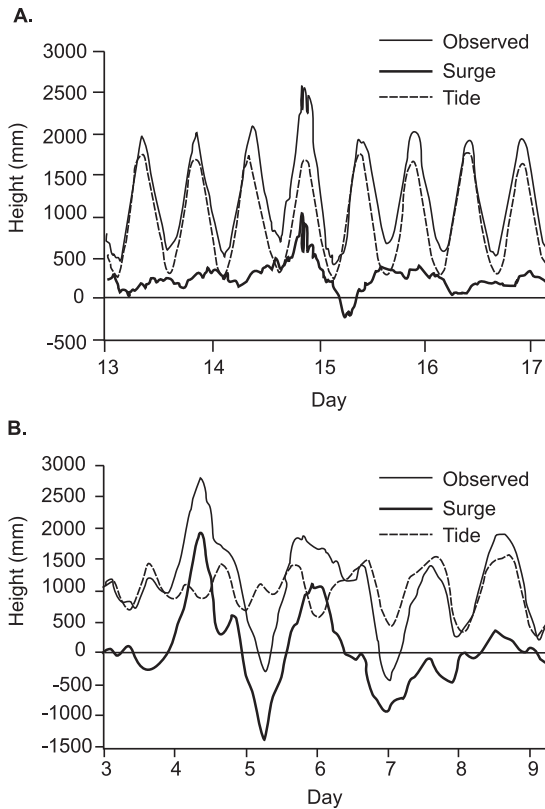 A.
3000
2500
2000
1500
1000
500
0
-500
Height (mm)
Observed
Surge
Tide
13
14
15
16
17
Day
B.
3000
2500
2000
1500
1000
500
0
-500
-1000
-1500
Height (mm)
Observed
Surge
Tide
3
4
5
6
7
8
9
Day